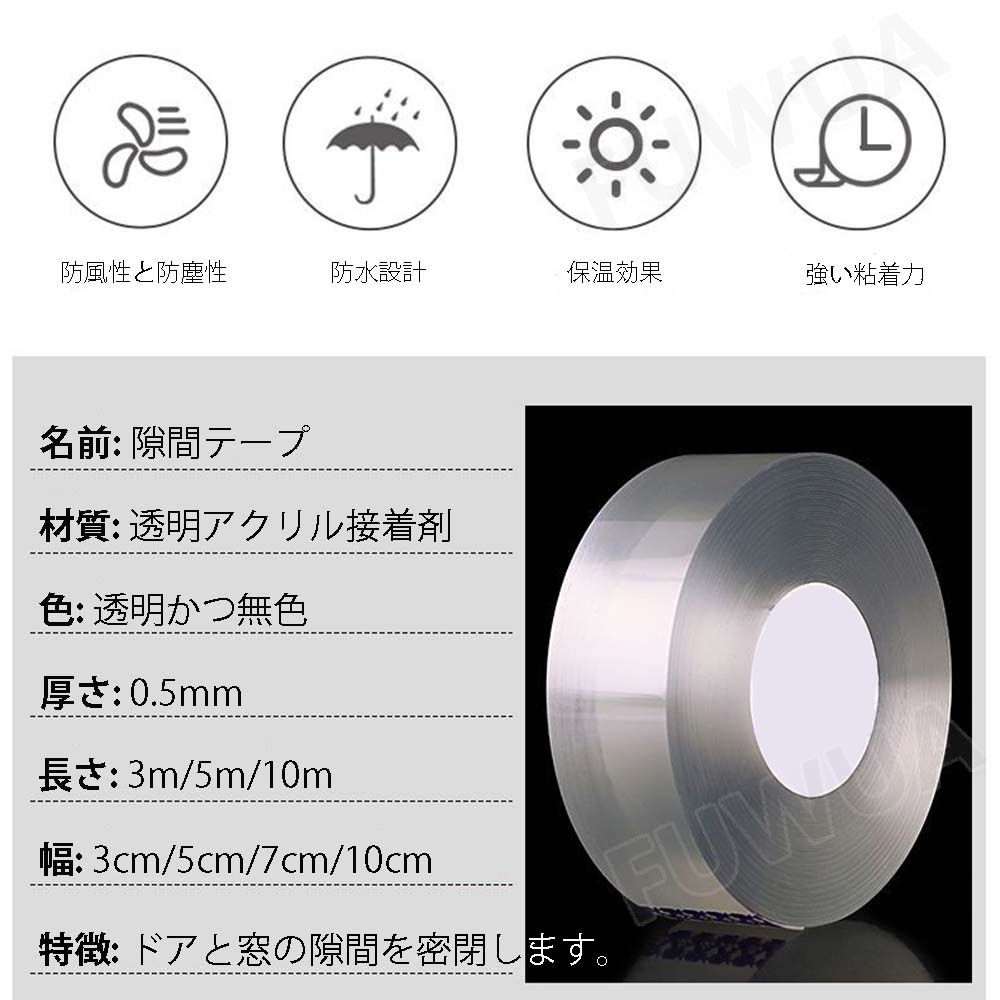 FUWUA
防風性と防塵性
防水設計
保温効果
強い粘着力
名前: 隙間テープ
材質: 透明アクリル接着剤
色: 透明かつ無色
厚さ: 0.5mm
長さ: 3m/5m/10m
幅: 3cm/5cm/7cm/10cm
FUWUA
特徴: ドアと窓の隙間を密閉します。